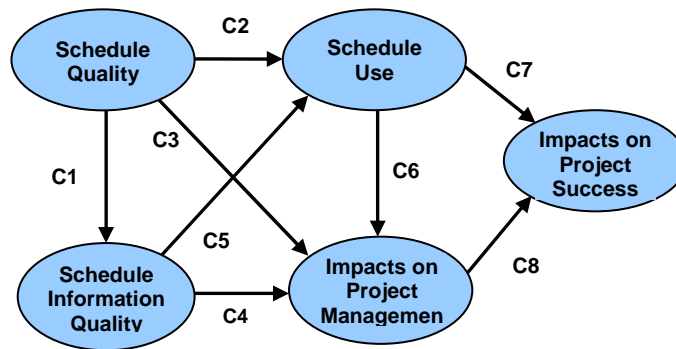 Schedule
Quality
C2
Schedule
Use
C7
Impacts on
Project
Success
C3
C1
C6
C5
Schedule
Information
Quality
C4
Impacts on
Project
Managemen
C8